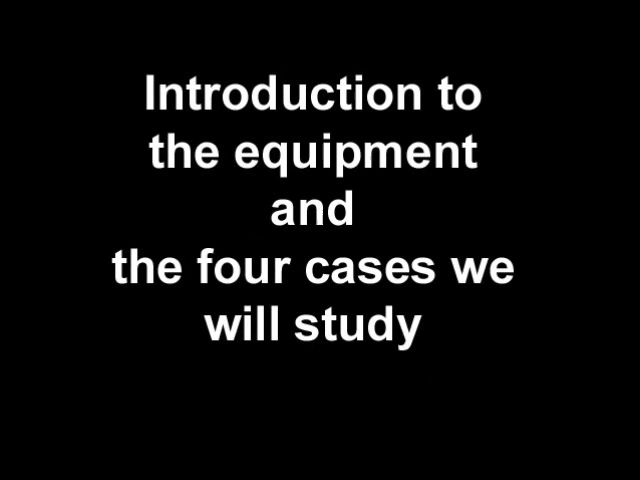 Introduction to
the equipment
and
the four cases we
will study